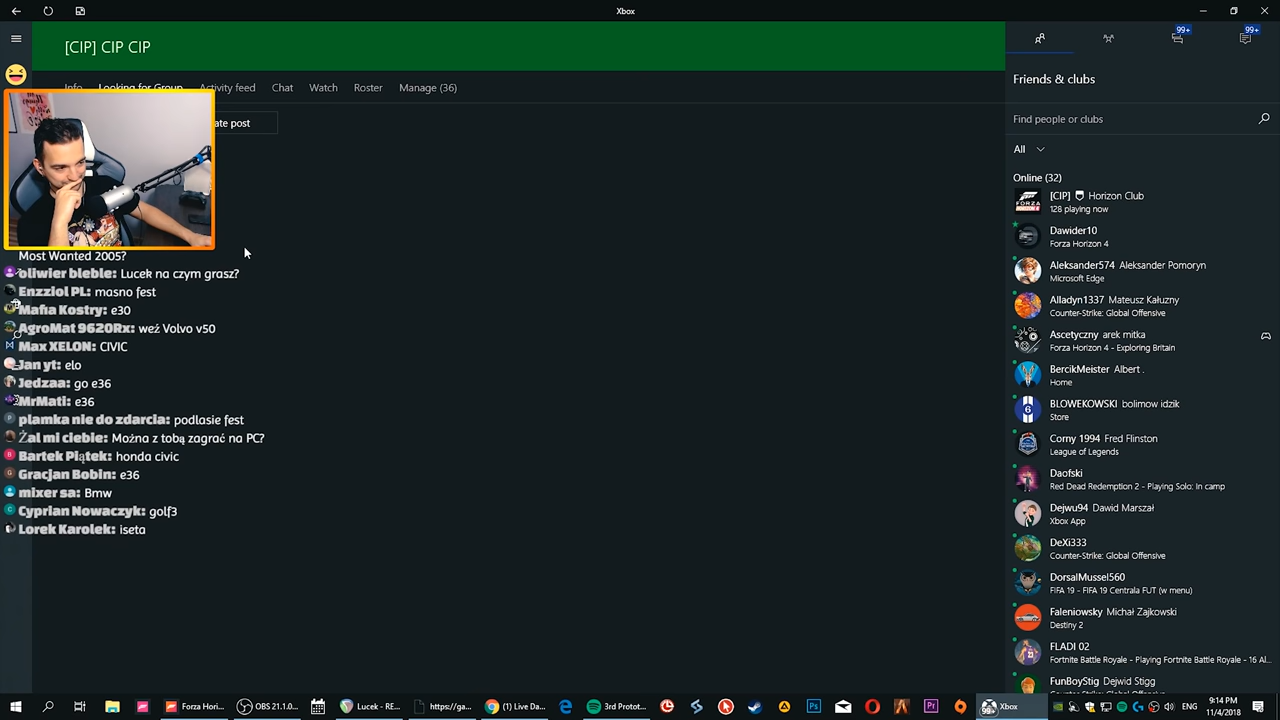 Xbox
[CIP] CIP CIP
99+
99+
Info
Looking for Group
Activity feed
Chat
Watch
Roster
Manage (36)
Friends & clubs
ate post
Find people or clubs
All
Online (32)
[CIP] Horizon Club
128 playing now
Dawider10
Forza Horizon 4
Aleksander574 Aleksander Pomoryn
Microsoft Edge
Alladyn1337 Mateusz Kałuzny
Counter-Strike: Global Offensive
Ascetyczny arek mitka
Forza Horizon 4 - Exploring Britain
BercikMeister Albert .
Home
BLOWEKOWSKI bolimow idzik
Store
Corny 1994 Fred Flinston
League of Legends
Daofski
Red Dead Redemption 2 - Playing Solo: In camp
Dejwu94 Dawid Marszał
Xbox App
DeXi333
Counter-Strike: Global Offensive
DorsalMussel560
FIFA 19 - FIFA 19 Centrala FUT (w menu)
Faleniowsky Michał Zajkowski
Destiny 2
FLADI 02
Fortnite Battle Royale - Playing Fortnite Battle Royale - 16 Al...
FunBoyStig Dejwid Stigg
Most Wanted 2005?
oliwier bleble: Lucek na czym grasz?
Enzziol PL: masno fest
Mafia Kostry: e30
AgroMat 9620Rx: weź Volvo v50
Max XELON: CIVIC
Jan yt: elo
Jedzaa: go e36
MrMati: e36
plamka nie do zdarcia: podlasie fest
Żal mi ciebie: Można z tobą zagrać na PC?
Bartek Piątek: honda civic
Gracjan Bobin: e36
mixer sa: Bmw
Cyprian Nowaczyk: golf3
Lorek Karolek: iseta
Forza Hori...
OBS 21.1.0...
Lucek - RE...
https://ga...
Live Da...
3rd Protot...
Xbox
99+
ENG
9:14 PM
11/4/2018